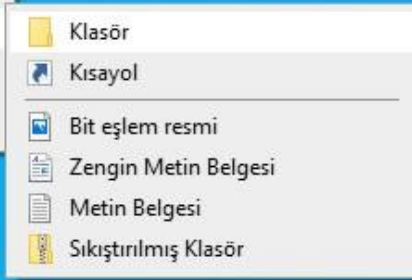 Klasör
Kısayol
Bit eşlem resmi
Zengin Metin Belgesi
Metin Belgesi
Sıkıştırılmış Klasör